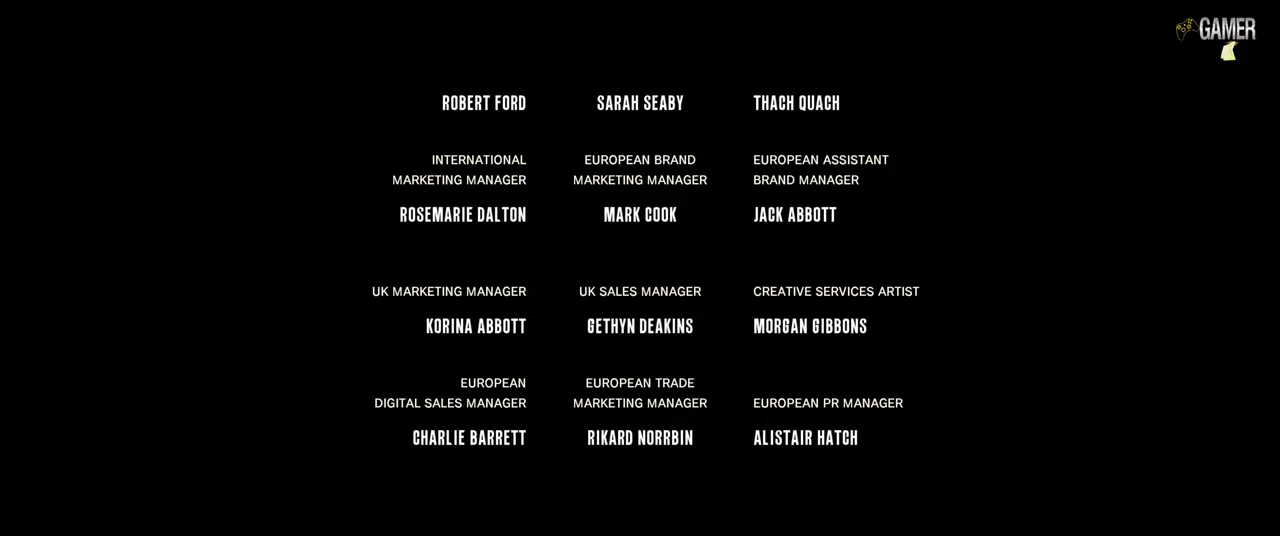 GAMER
ROBERT FORD SARAH SEABY THACH QUACH
INTERNATIONAL EUROPEAN BRAND EUROPEAN ASSISTANT
MARKETING MANAGER MARKETING MANAGER BRAND MANAGER
ROSEMARIE DALTON MARK COOK JACK ABBOTT
UK MARKETING MANAGER UK SALES MANAGER CREATIVE SERVICES ARTIST
KORINA ABBOTT GETHYN DEAKINS MORGAN GIBBONS
EUROPEAN EUROPEAN TRADE
DIGITAL SALES MANAGER MARKETING MANAGER EUROPEAN PR MANAGER
CHARLIE BARRETT RIKARD NORRBIN ALISTAIR HATCH